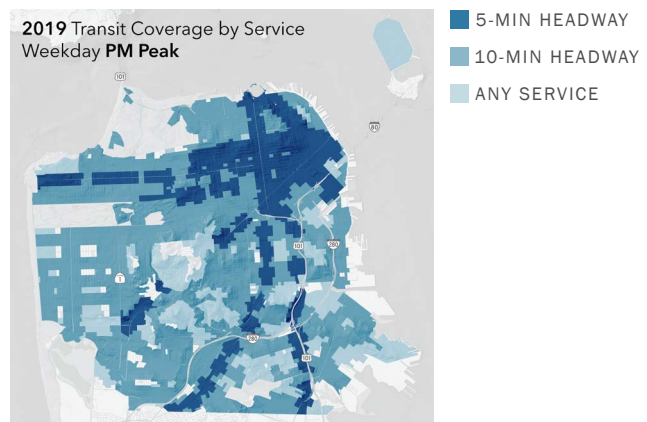 2019 Transit Coverage by Service
Weekday PM Peak
5-MIN HEADWAY
10-MIN HEADWAY
ANY SERVICE
101
80
101
280
1
280
101